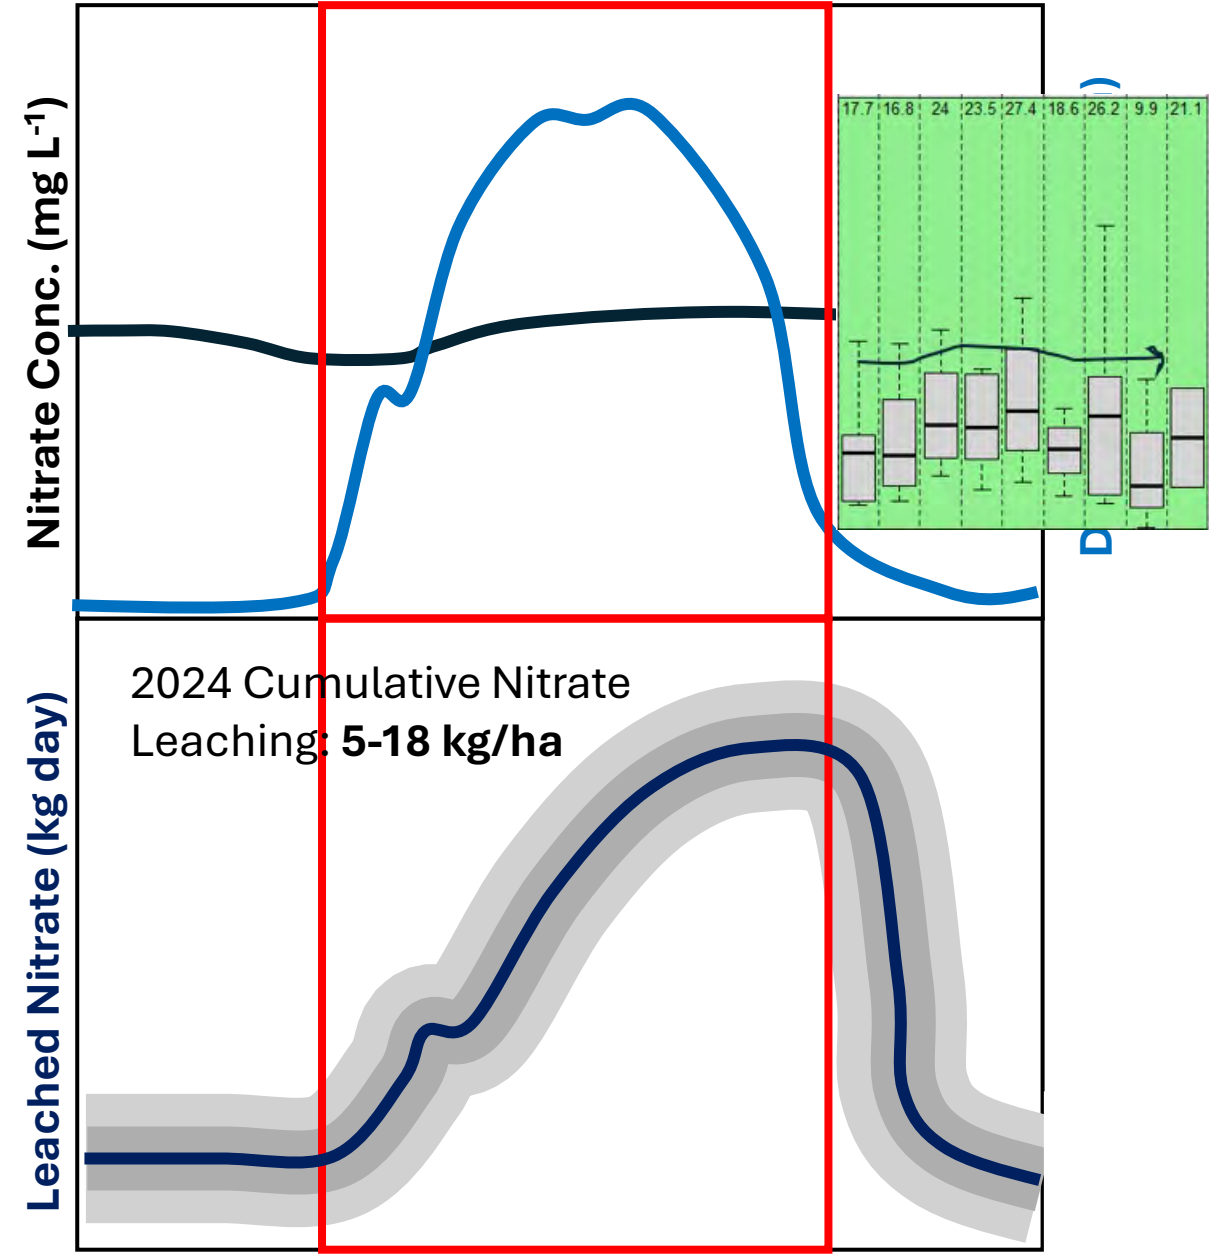 Nitrate Conc. (mg L-1)
17.7 16.8 24 23.5 27.4 18.6 26.2 9.9 21.1
2024 Cumulative Nitrate
Leaching: 5-18 kg/ha
Leached Nitrate (kg day)